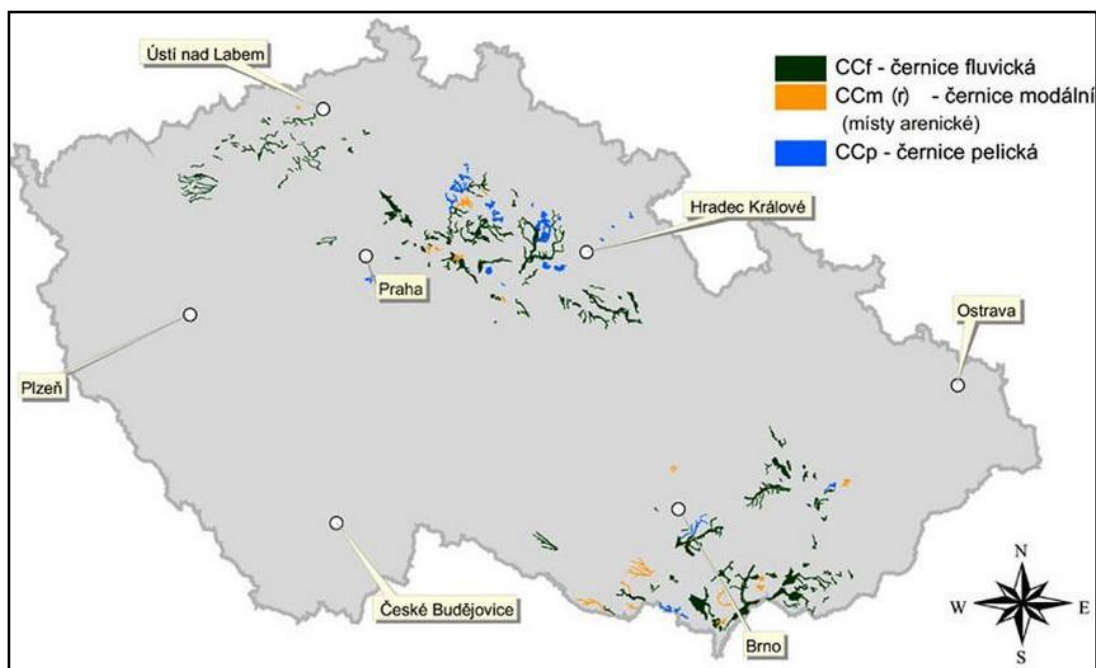 Ústí nad Labem
CCf - černice fluvická
CCm (r) - černice modální
(misty arenické)
CCp - černice pelická
Hradec Králové
Praha
Ostrava
Plzeň
České Budějovice
Brno
N
W E
S